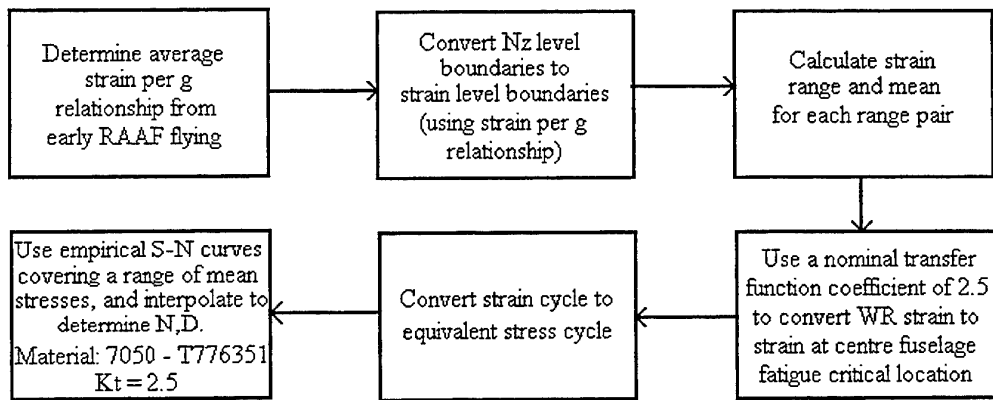 Determine average
strain per g
relationship from
early RAAF flying
Convert Nz level
boundaries to
strain level boundaries
(using strain per g
relationship)
Calculate strain
range and mean
for each range pair
Use a nominal transfer
function coefficient of 2.5
to convert WR strain to
strain at centre fuselage
fatigue critical location
Convert strain cycle to
equivalent stress cycle
Use empirical S-N curves
covering a range of mean
stresses, and interpolate to
determine N,D.
Material: 7050 - T776351
Kt = 2.5